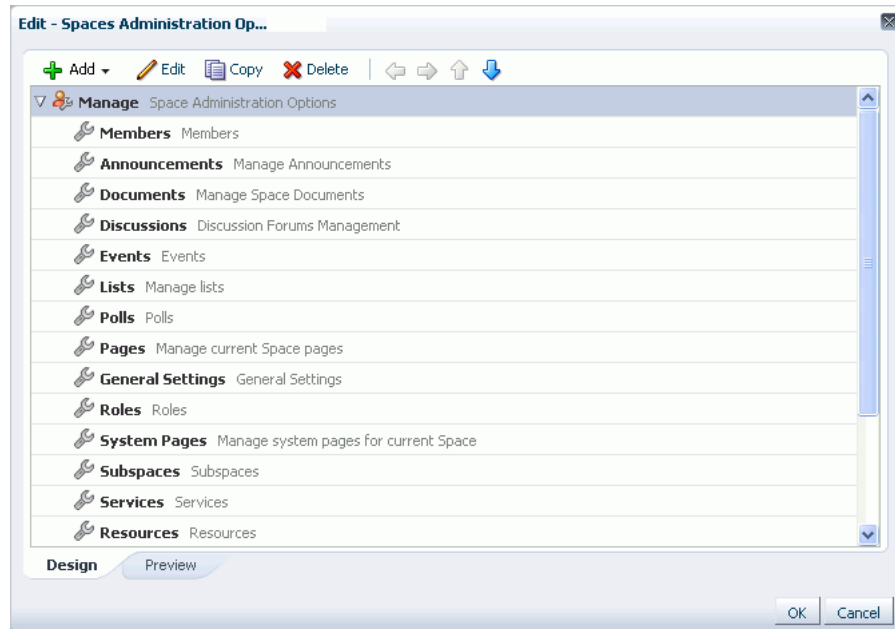 Edit - Spaces Administration Op...
Add Edit Copy Delete
Manage Space Administration Options
Members Members
Announcements Manage Announcements
Documents Manage Space Documents
Discussions Discussion Forums Management
Events Events
Lists Manage lists
Polls Polls
Pages Manage current Space pages
General Settings General Settings
Roles Roles
System Pages Manage system pages for current Space
Subspaces Subspaces
Services Services
Resources Resources
Design Preview
OK Cancel